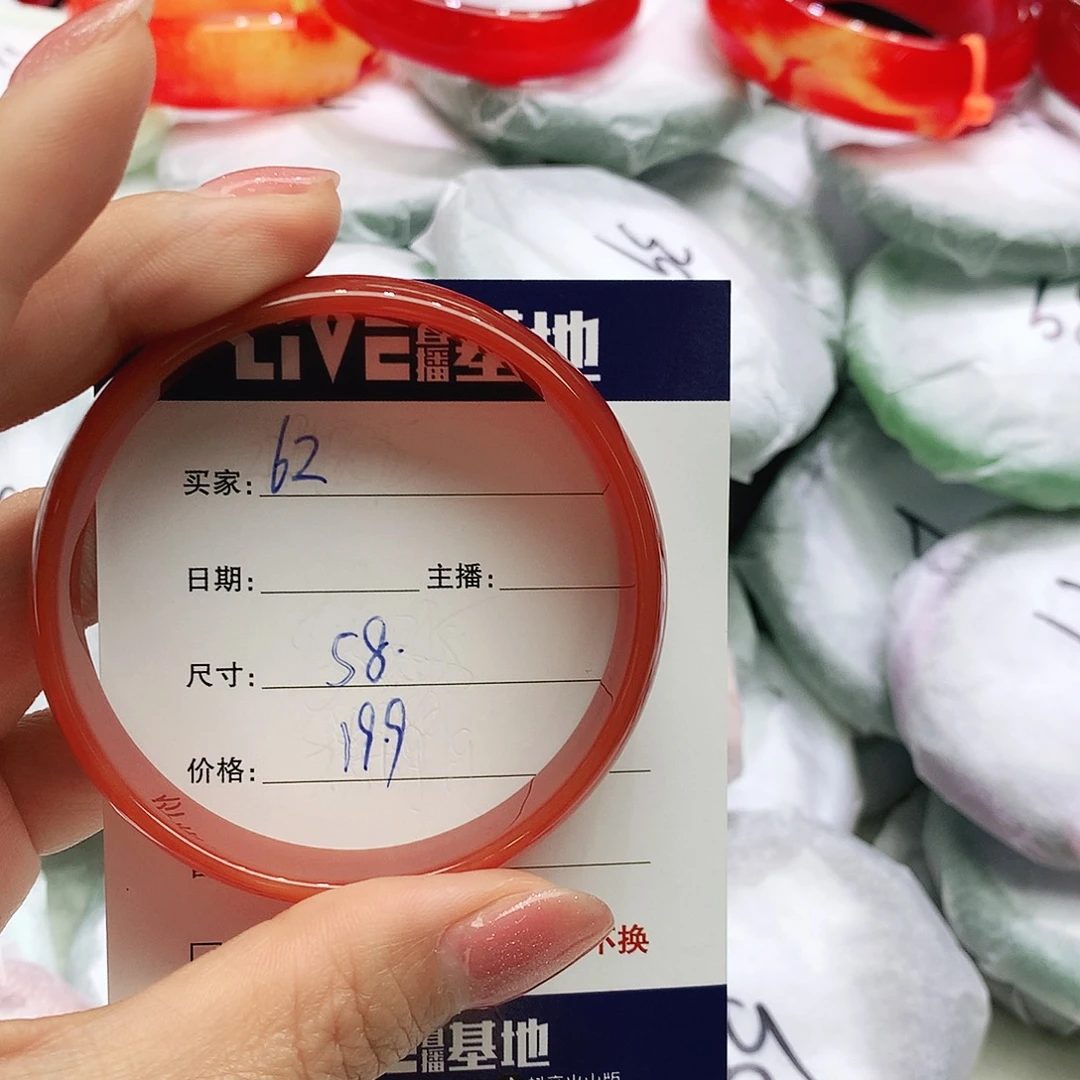 LIVE直播基地
买家: 62
日期: 主播:
尺寸: 58.
价格: 199
不换
直播基地
58